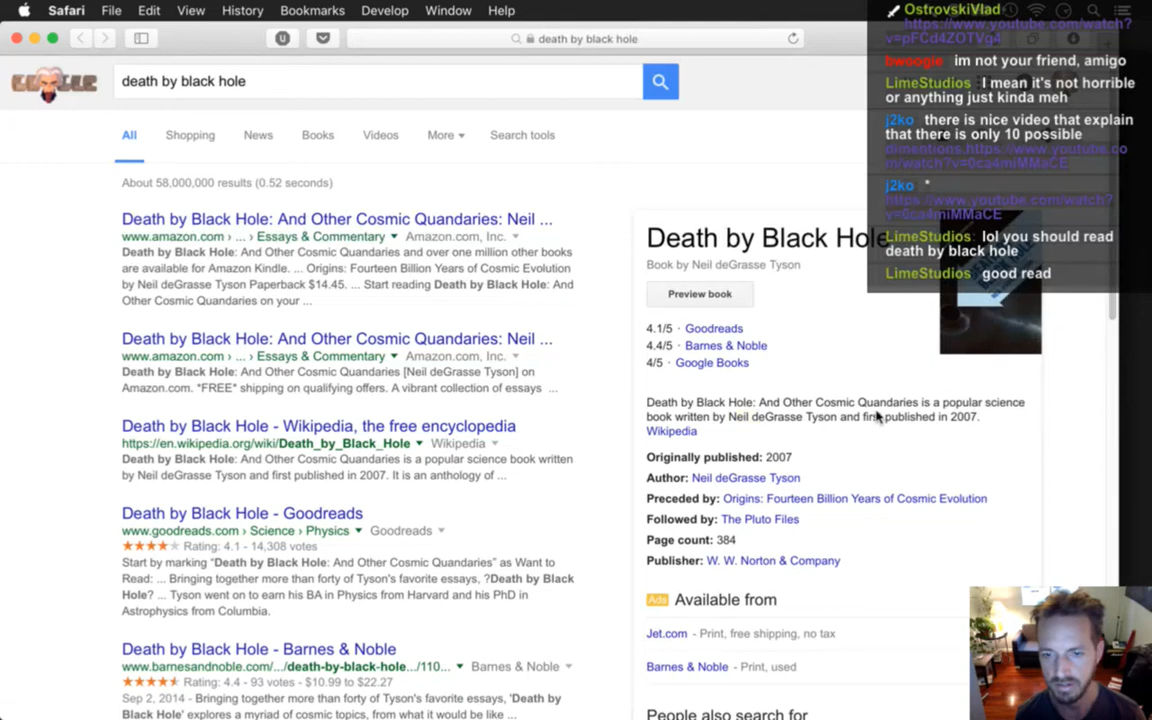 Safari File Edit View History Bookmarks Develop Window Help
death by black hole
death by black hole
All Shopping News Books Videos More Search tools
About 58,000,000 results (0.52 seconds)
Death by Black Hole: And Other Cosmic Quandaries: Neil ...
www.amazon.com › ... › Essays & Commentary Amazon.com, Inc.
Death by Black Hole: And Other Cosmic Quandaries and over one million other books
are available for Amazon Kindle. ... Origins: Fourteen Billion Years of Cosmic Evolution
by Neil deGrasse Tyson Paperback $14.45. ... Start reading Death by Black Hole: And
Other Cosmic Quandaries on your ...
Death by Black Hole: And Other Cosmic Quandaries: Neil ...
www.amazon.com › ... › Essays & Commentary Amazon.com, Inc.
Death by Black Hole: And Other Cosmic Quandaries [Neil deGrasse Tyson] on
Amazon.com. *FREE* shipping on qualifying offers. A vibrant collection of essays ...
Death by Black Hole - Wikipedia, the free encyclopedia
https://en.wikipedia.org/wiki/Death_by_Black_Hole Wikipedia
Death by Black Hole: And Other Cosmic Quandaries is a popular science book written by
Neil deGrasse Tyson and first published in 2007. It is an anthology of ...
Death by Black Hole - Goodreads
www.goodreads.com › Science › Physics Goodreads
Rating: 4.1 - 14,308 votes
Start by marking “Death by Black Hole: And Other Cosmic Quandaries” as Want to
Read: ... Bringing together more than forty of Tyson's favorite essays, ?Death by Black
Hole? ... Tyson went on to earn his BA in Physics from Harvard and his PhD in
Astrophysics from Columbia.
Death by Black Hole - Barnes & Noble
www.barnesandnoble.com/.../death-by-black-hole.../110... Barnes & Noble
Rating: 4.4 - 93 votes - $10.99 to $22.27
Sep 2, 2014 - Bringing together more than forty of Tyson's favorite essays, 'Death by
Black Hole' explores a myriad of cosmic topics, from what it would be like ...
Death by Black Hole
Book by Neil deGrasse Tyson
Preview book
4.1/5 · Goodreads
4.4/5 · Barnes & Noble
4/5 · Google Books
Death by Black Hole: And Other Cosmic Quandaries is a popular science
book written by Neil deGrasse Tyson and first published in 2007.
Wikipedia
Originally published: 2007
Author: Neil deGrasse Tyson
Preceded by: Origins: Fourteen Billion Years of Cosmic Evolution
Followed by: The Pluto Files
Page count: 384
Publisher: W. W. Norton & Company
Ads Available from
Jet.com - Print, free shipping, no tax
Barnes & Noble - Print, used
People also search for
OstrovskiVlad
https://www.youtube.com/watch?
v=pFCd4ZOTVg4
bwoogie im not your friend, amigo
LimeStudios I mean it's not horrible
or anything just kinda meh
j2ko there is nice video that explain
that there is only 10 possible
dimentions.https://www.youtube.co
m/watch?v=0ca4miMMaCE
j2ko *
https://www.youtube.com/watch?
v=0ca4miMMaCE
LimeStudios lol you should read
death by black hole
LimeStudios good read